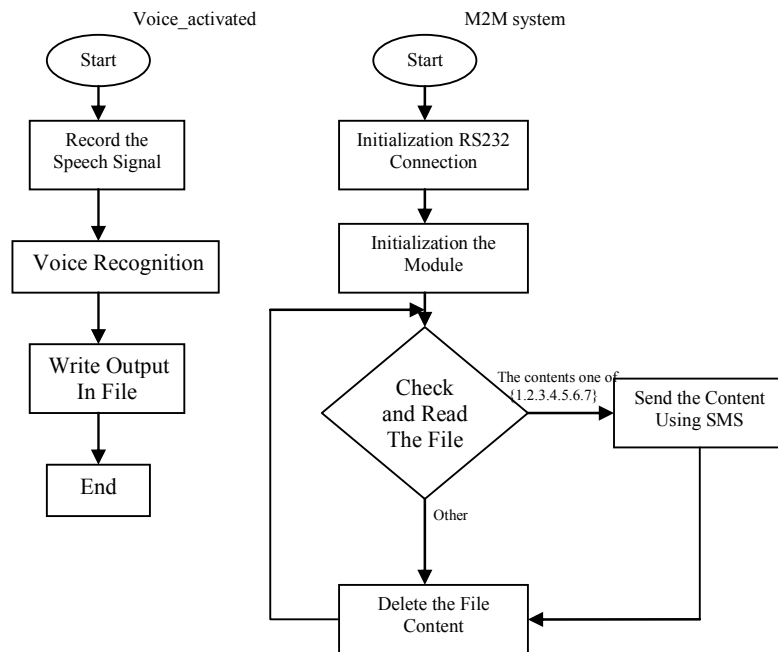 Voice_activated
Start
Record the
Speech Signal
Voice Recognition
Write Output
In File
End
M2M system
Start
Initialization RS232
Connection
Initialization the
Module
Check
and Read
The File
The contents one of
{1.2.3.4.5.6.7}
Send the Content
Using SMS
Other
Delete the File
Content